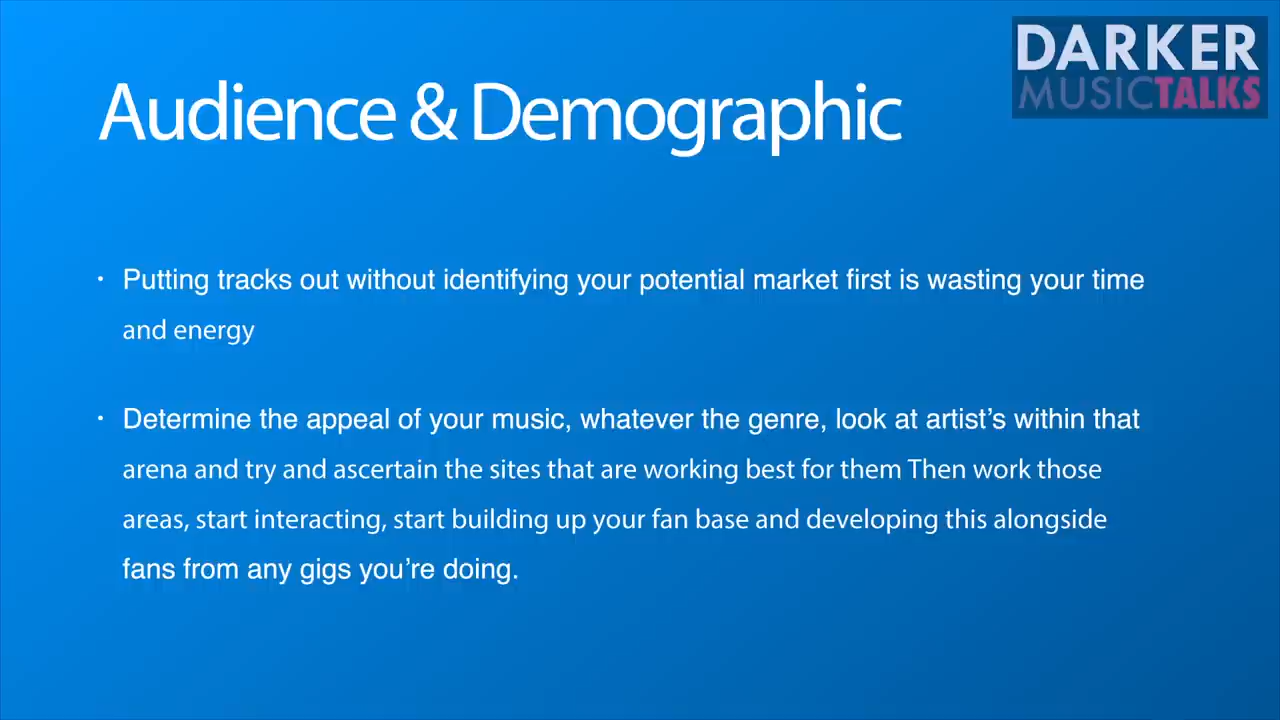 DARKER
MUSICTALKS
Audience & Demographic
• Putting tracks out without identifying your potential market first is wasting your time
and energy
• Determine the appeal of your music, whatever the genre, look at artist’s within that
arena and try and ascertain the sites that are working best for them Then work those
areas, start interacting, start building up your fan base and developing this alongside
fans from any gigs you’re doing.